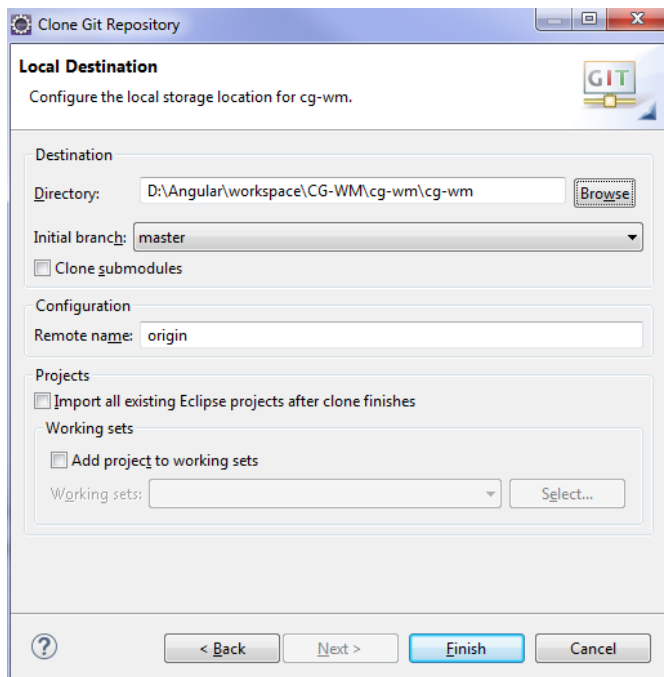 Clone Git Repository
Local Destination
Configure the local storage location for cg-wm.
GIT
Destination
Directory: D:\Angular\workspace\CG-WM\cg-wm\cg-wm Browse
Initial branch: master
Clone submodules
Configuration
Remote name: origin
Projects
Import all existing Eclipse projects after clone finishes
Working sets
Add project to working sets
Working sets: Select...
? < Back Next > Finish Cancel